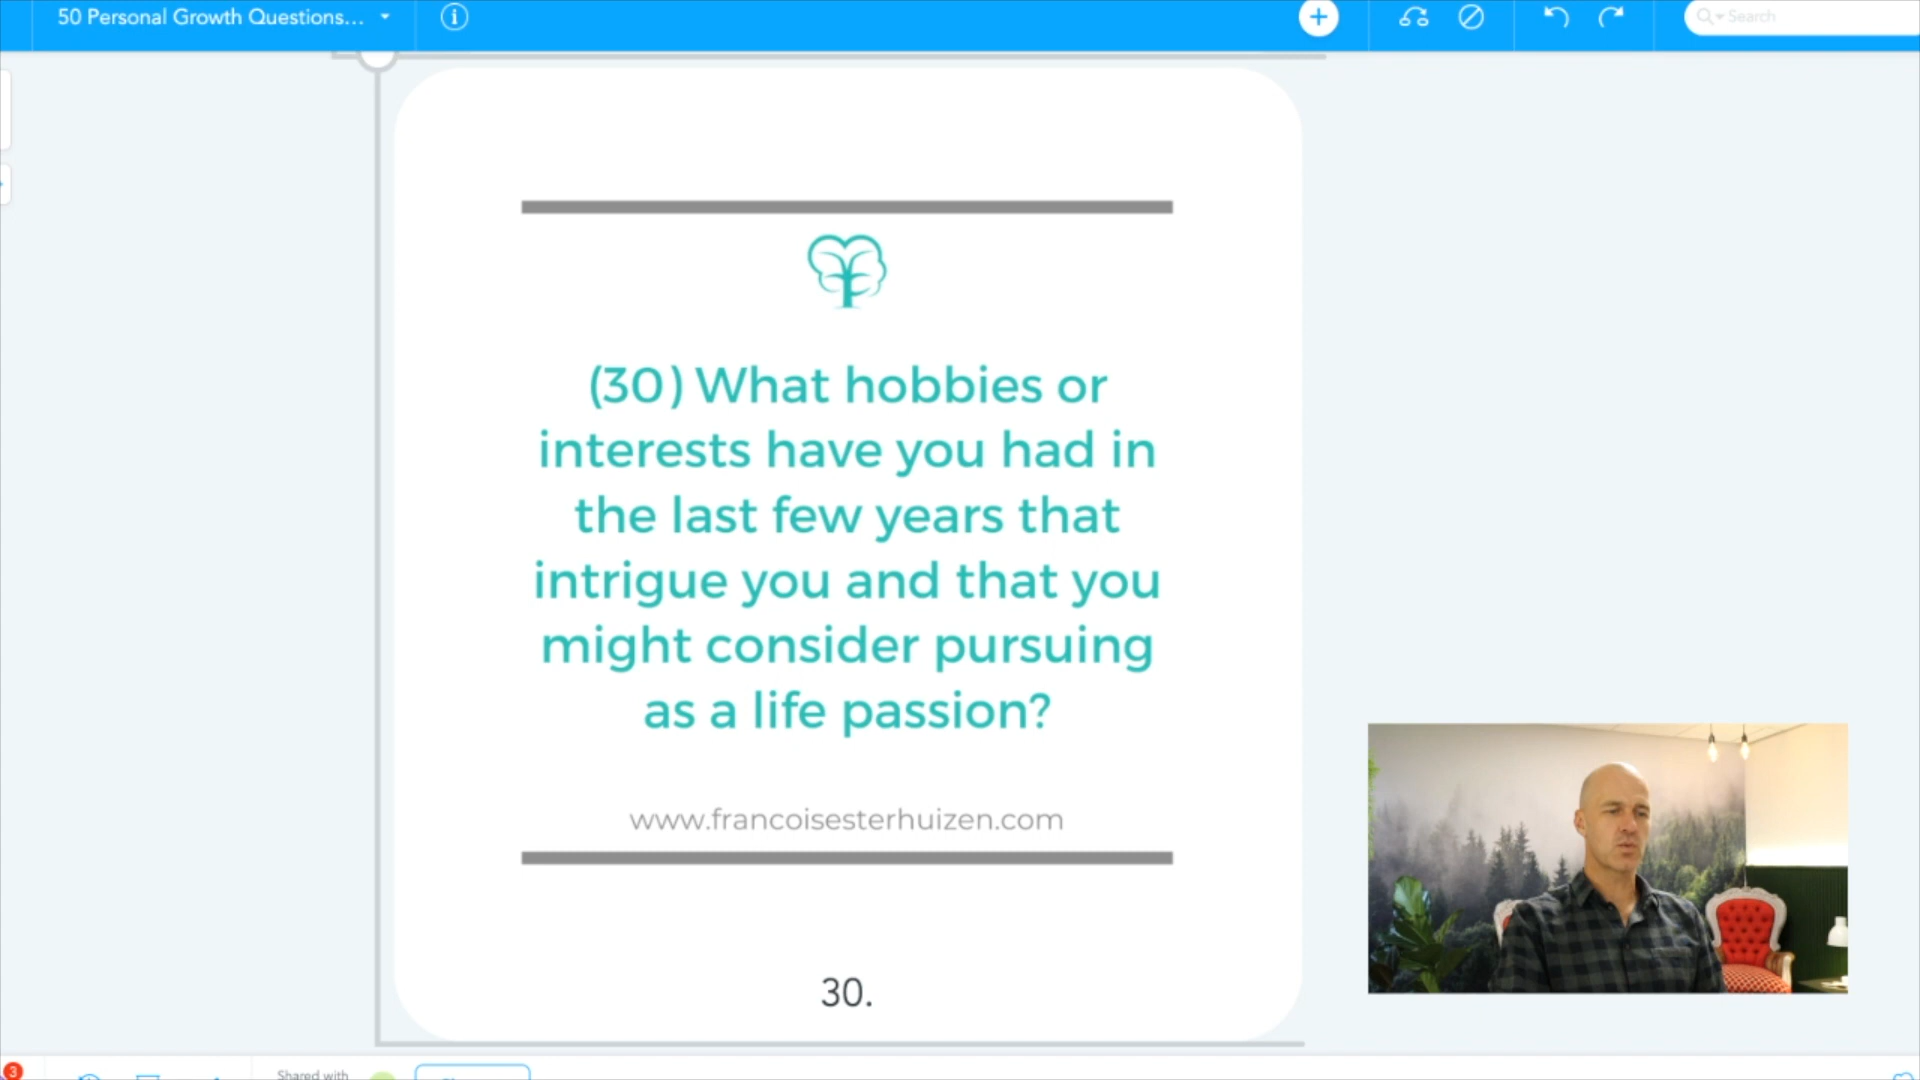 50 Personal Growth Questions...
Search
(30) What hobbies or
interests have you had in
the last few years that
intrigue you and that you
might consider pursuing
as a life passion?
www.francoisesterhuizen.com
30.
3
Shared with